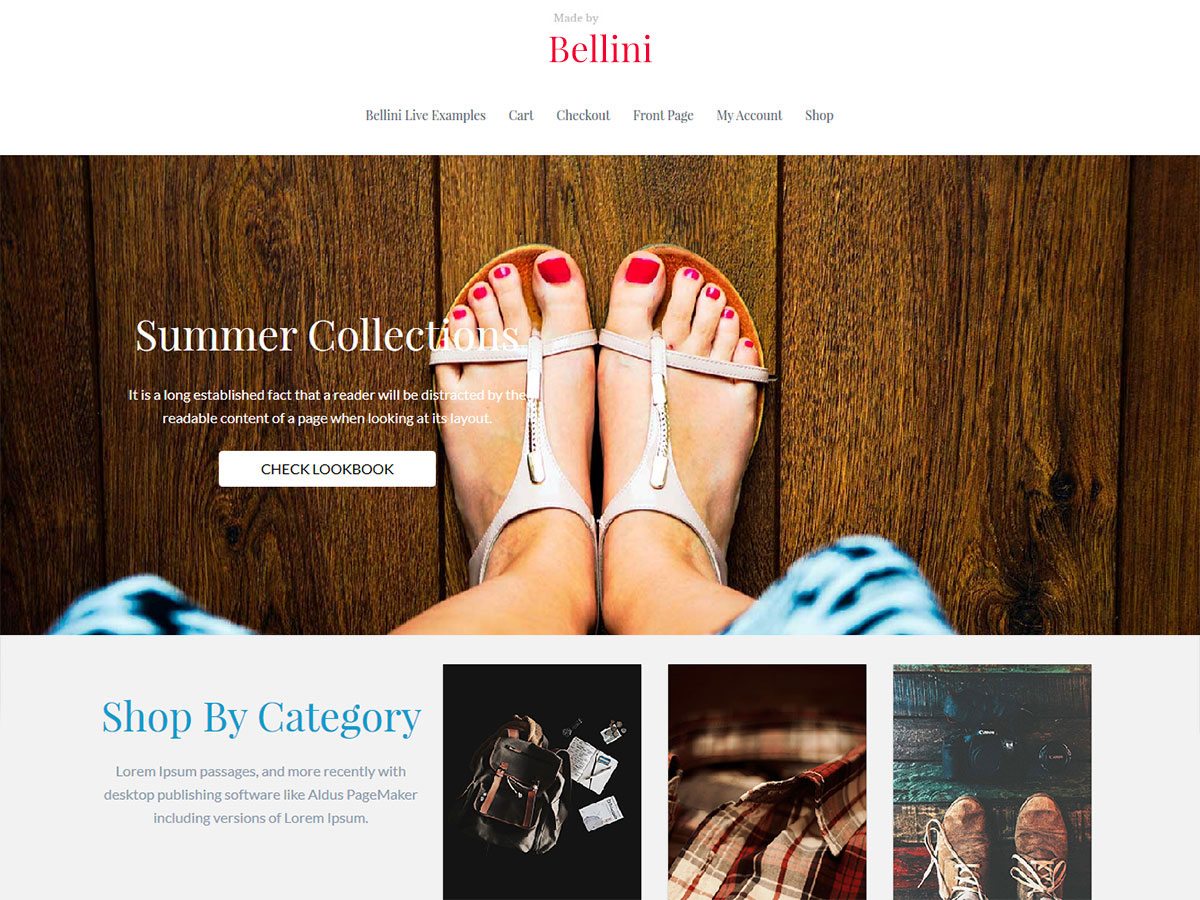 Made by
Bellini
Bellini Live Examples Cart Checkout Front Page My Account Shop
Summer Collections
It is a long established fact that a reader will be distracted by the
readable content of a page when looking at its layout.
CHECK LOOKBOOK
Shop By Category
Lorem Ipsum passages, and more recently with
desktop publishing software like Aldus PageMaker
including versions of Lorem Ipsum.
Canon